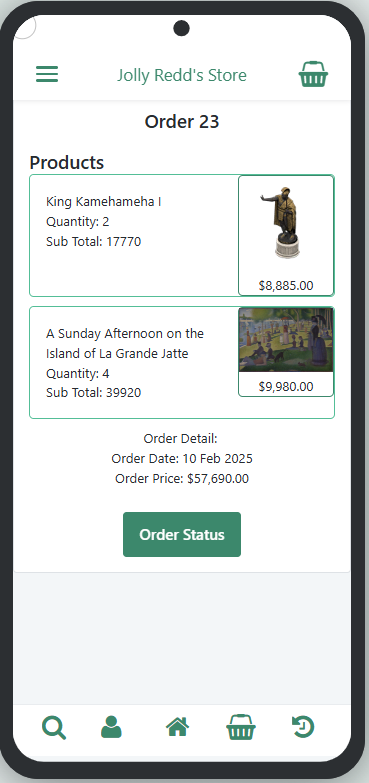 Jolly Redd's Store
Order 23
Products
King Kamehameha I
Quantity: 2
Sub Total: 17770
$8,885.00
A Sunday Afternoon on the
Island of La Grande Jatte
Quantity: 4
Sub Total: 39920
$9,980.00
Order Detail:
Order Date: 10 Feb 2025
Order Price: $57,690.00
Order Status